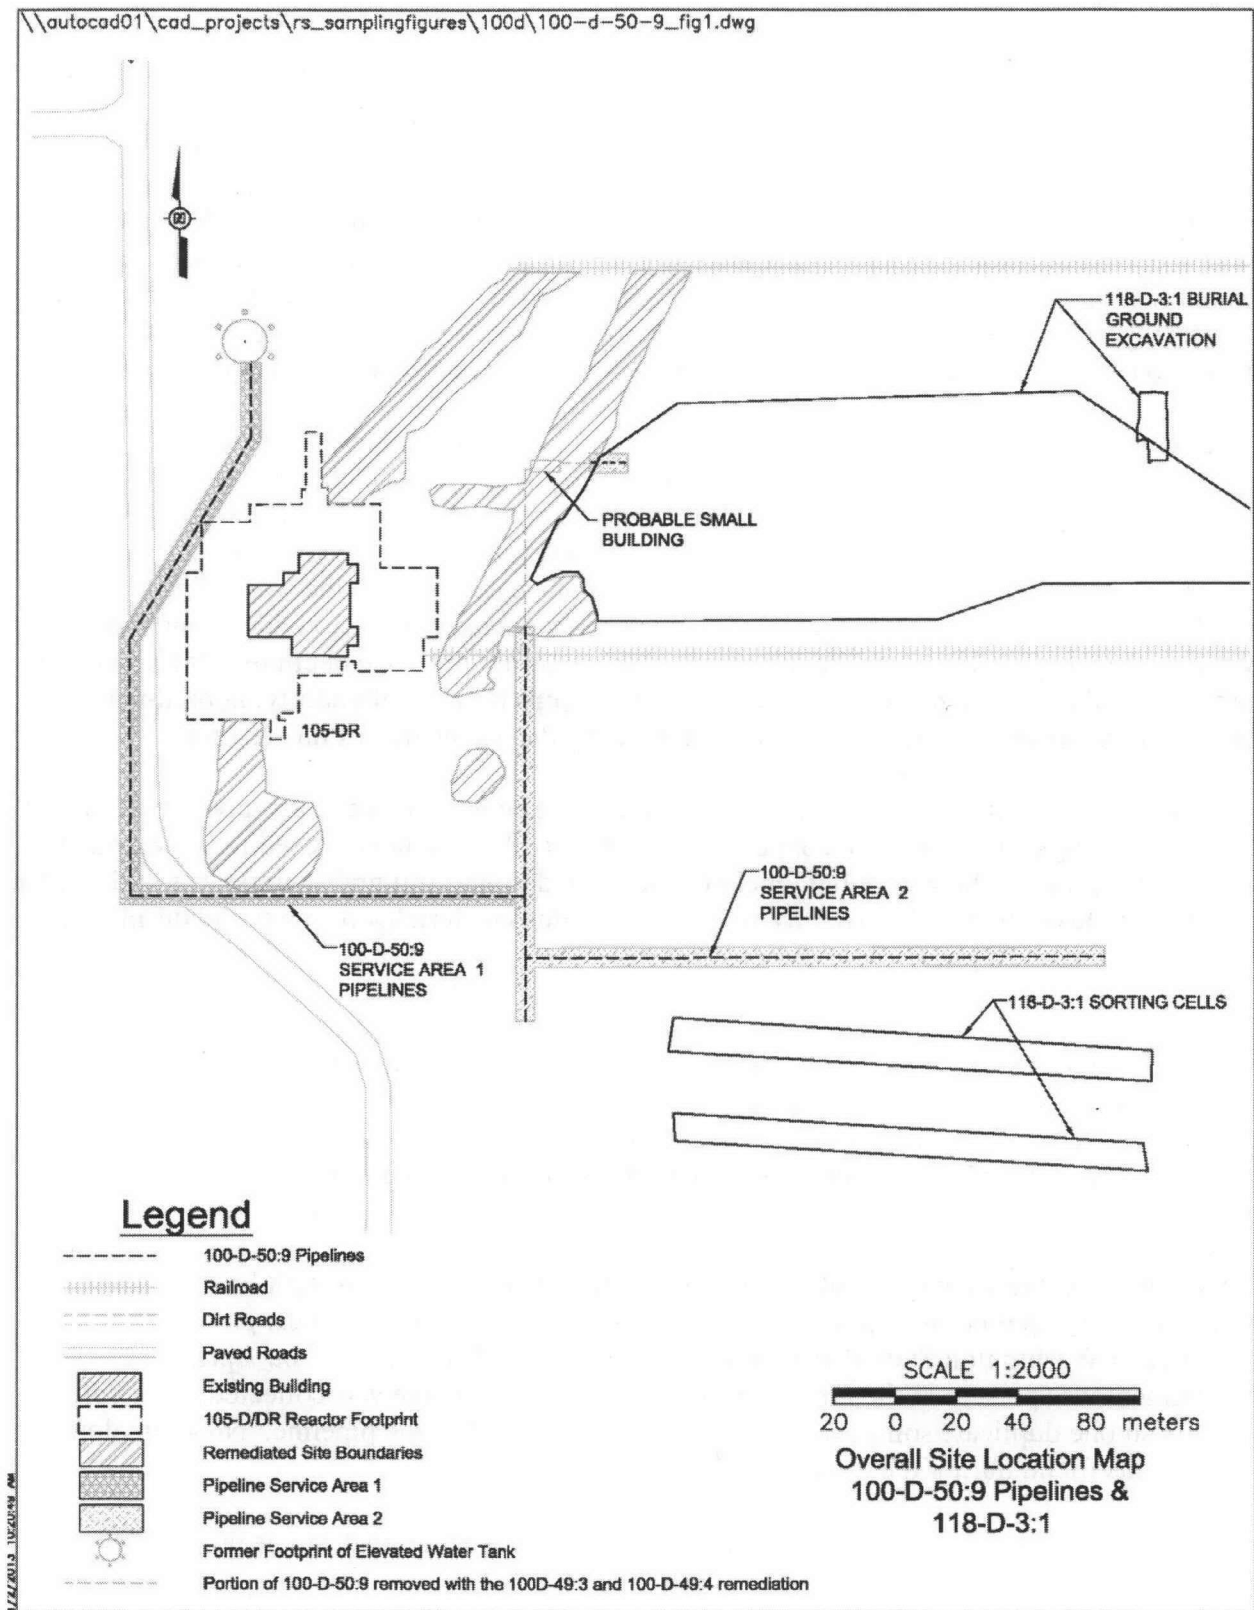 \\autocad01\cad_projects\rs_samplingfigures\100d\100-d-50-9_fig1.dwg
118-D-3:1 BURIAL
GROUND
EXCAVATION
PROBABLE SMALL
BUILDING
105-DR
100-D-50:9
SERVICE AREA 2
PIPELINES
100-D-50:9
SERVICE AREA 1
PIPELINES
118-D-3:1 SORTING CELLS
Legend
100-D-50:9 Pipelines
Railroad
Dirt Roads
Paved Roads
Existing Building
105-D/DR Reactor Footprint
Remediated Site Boundaries
Pipeline Service Area 1
Pipeline Service Area 2
Former Footprint of Elevated Water Tank
Portion of 100-D-50:9 removed with the 100D-49:3 and 100-D-49:4 remediation
SCALE 1:2000
20 0 20 40 80 meters
Overall Site Location Map
100-D-50:9 Pipelines &
118-D-3:1